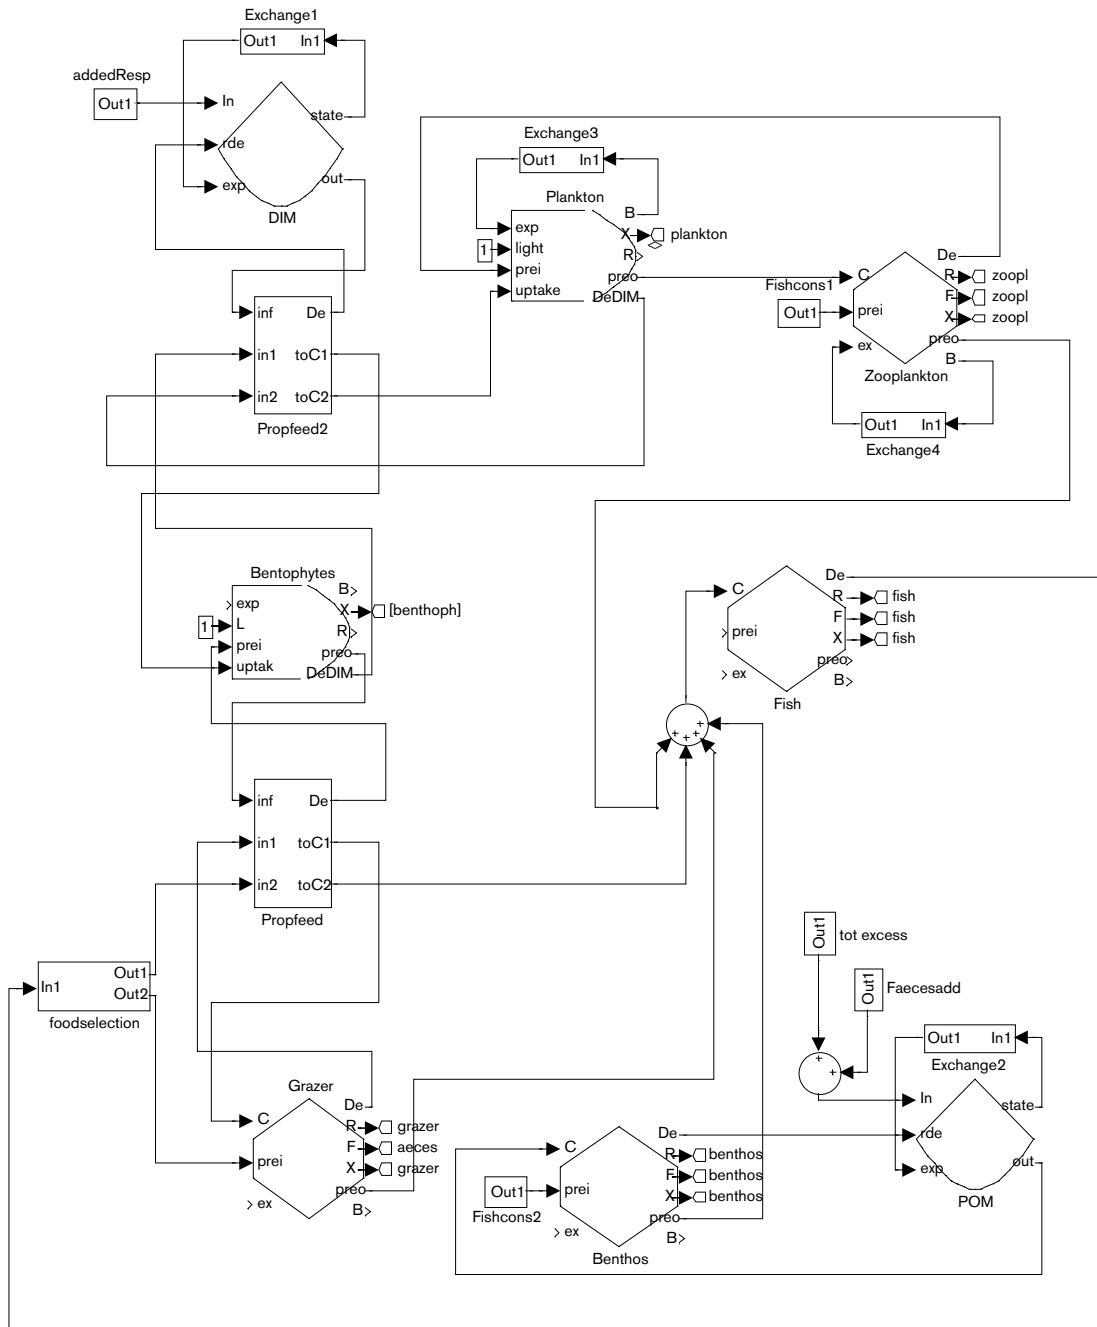 Exchange1
Out1 In1
addedResp
Out1
In
state
rde
exp
out
DIM
Exchange3
Out1 In1
Plankton
B
exp
X
plankton
1
light
R
prei
preo
uptake
DeDIM
De
C
R
zoopl
Fishcons1
F
zoopl
Out1
prei
X
zoopl
ex
preo
B
Zooplankton
Out1 In1
Exchange4
inf De
in1 toC1
in2 toC2
Propfeed2
Bentophytes
B
exp
X
[benthoph]
1
L
R
prei
preo
uptak
DeDIM
De
C
R
fish
F
fish
prei
X
fish
preo
ex
B
Fish
+
+ + +
inf De
in1 toC1
in2 toC2
Propfeed
Out1
tot excess
Out1
Faecesadd
Out1
In1
Out2
foodselection
+
+
Out1 In1
Exchange2
In
state
rde
exp
out
POM
Grazer
De
C
R
grazer
F
aeces
prei
X
grazer
preo
ex
B
De
C
R
benthos
F
benthos
Out1
prei
X
benthos
Fishcons2
preo
ex
B
Benthos